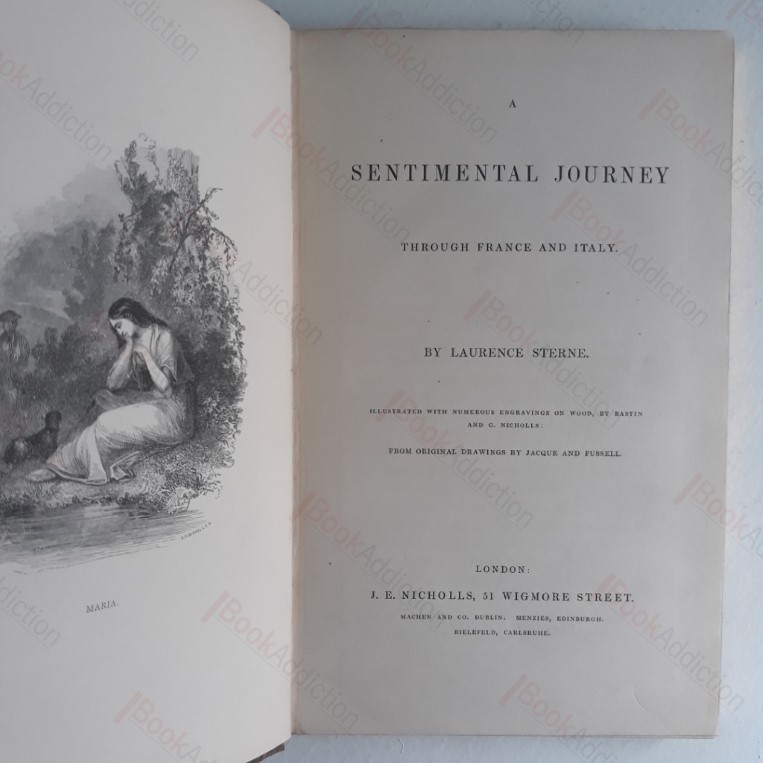 MARIA.
A
SENTIMENTAL JOURNEY
THROUGH FRANCE AND ITALY.
BY LAURENCE STERNE.
ILLUSTRATED WITH NUMEROUS ENGRAVINGS ON WOOD, BY BASTIN
AND G. NICHOLLS:
FROM ORIGINAL DRAWINGS BY JACQUE AND FUSSELL.
LONDON:
J. E. NICHOLLS, 51 WIGMORE STREET.
MACHEN AND CO. DUBLIN. MENZIES, EDINBURGH.
BIELEFELD, CARLSRUHE.
BookAddiction